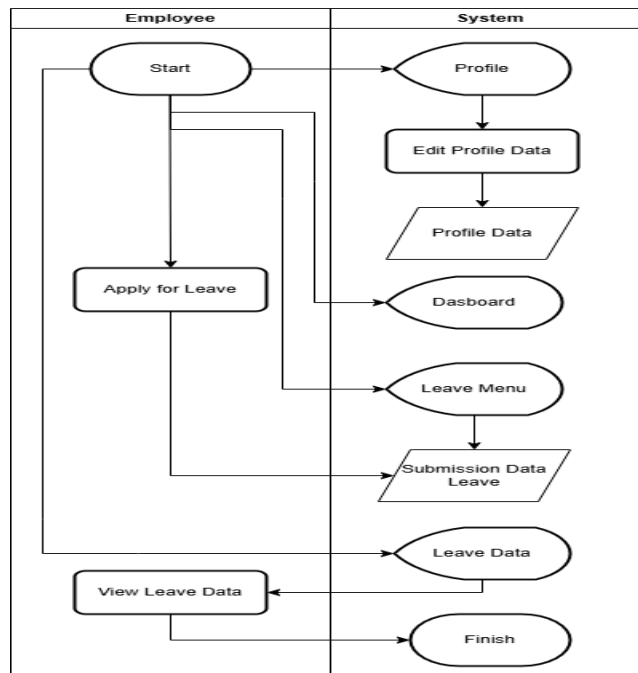 Employee
System
Start
Profile
Edit Profile Data
Profile Data
Apply for Leave
Dasboard
Leave Menu
Submission Data
Leave
Leave Data
View Leave Data
Finish